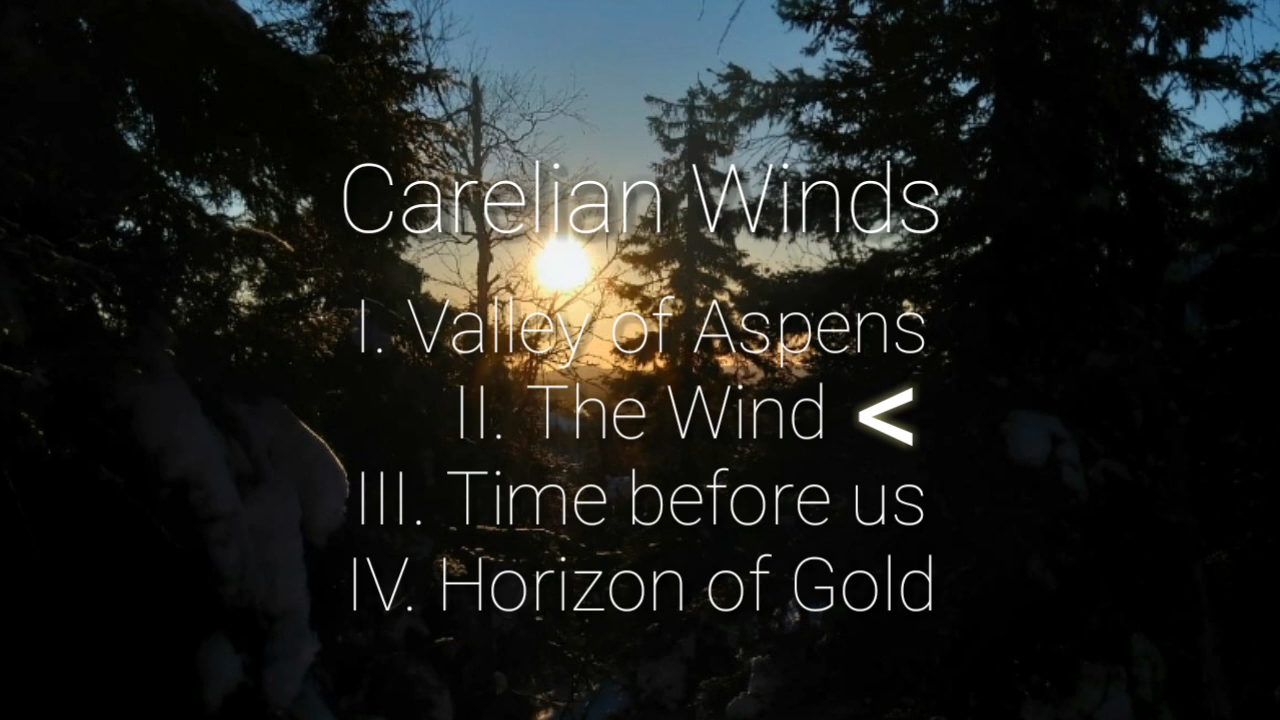 Carelian Winds
I. Valley of Aspens
II. The Wind <
III. Time before us
IV. Horizon of Gold